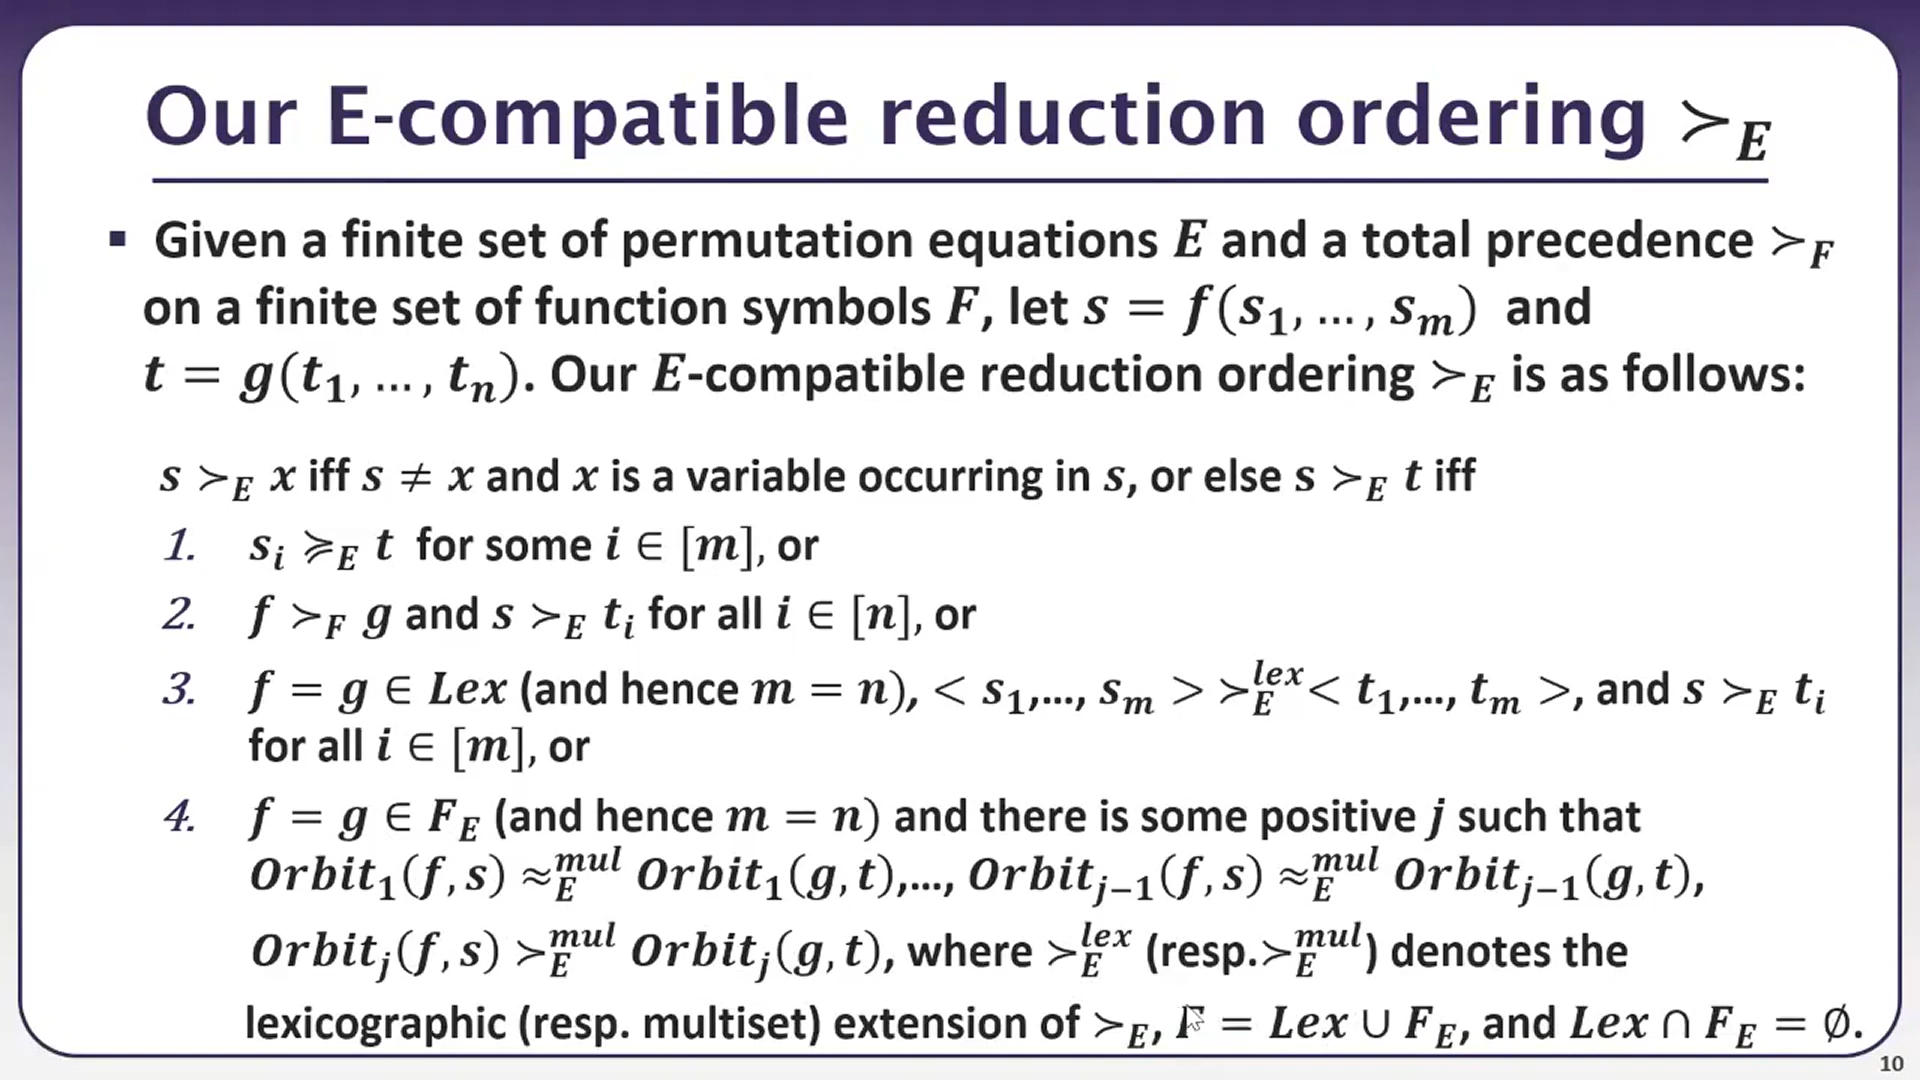 Our E-compatible reduction ordering ≻_E
▪ Given a finite set of permutation equations E and a total precedence ≻_F
on a finite set of function symbols F, let s = f(s₁, … , s_m) and
t = g(t₁, … , t_n). Our E-compatible reduction ordering ≻_E is as follows:
s ≻_E x iff s ≠ x and x is a variable occurring in s, or else s ≻_E t iff
1. s_i ≽_E t for some i ∈ [m], or
2. f ≻_F g and s ≻_E t_i for all i ∈ [n], or
3. f = g ∈ Lex (and hence m = n), < s₁,…, s_m > ≻_E^lex < t₁,…, t_m >, and s ≻_E t_i
for all i ∈ [m], or
4. f = g ∈ F_E (and hence m = n) and there is some positive j such that
Orbit₁(f, s) ≈_E^mul Orbit₁(g, t),…, Orbit_{j−1}(f, s) ≈_E^mul Orbit_{j−1}(g, t),
Orbit_j(f, s) ≻_E^mul Orbit_j(g, t), where ≻_E^lex (resp.≻_E^mul) denotes the
lexicographic (resp. multiset) extension of ≻_E, F = Lex ∪ F_E, and Lex ∩ F_E = ∅.
10